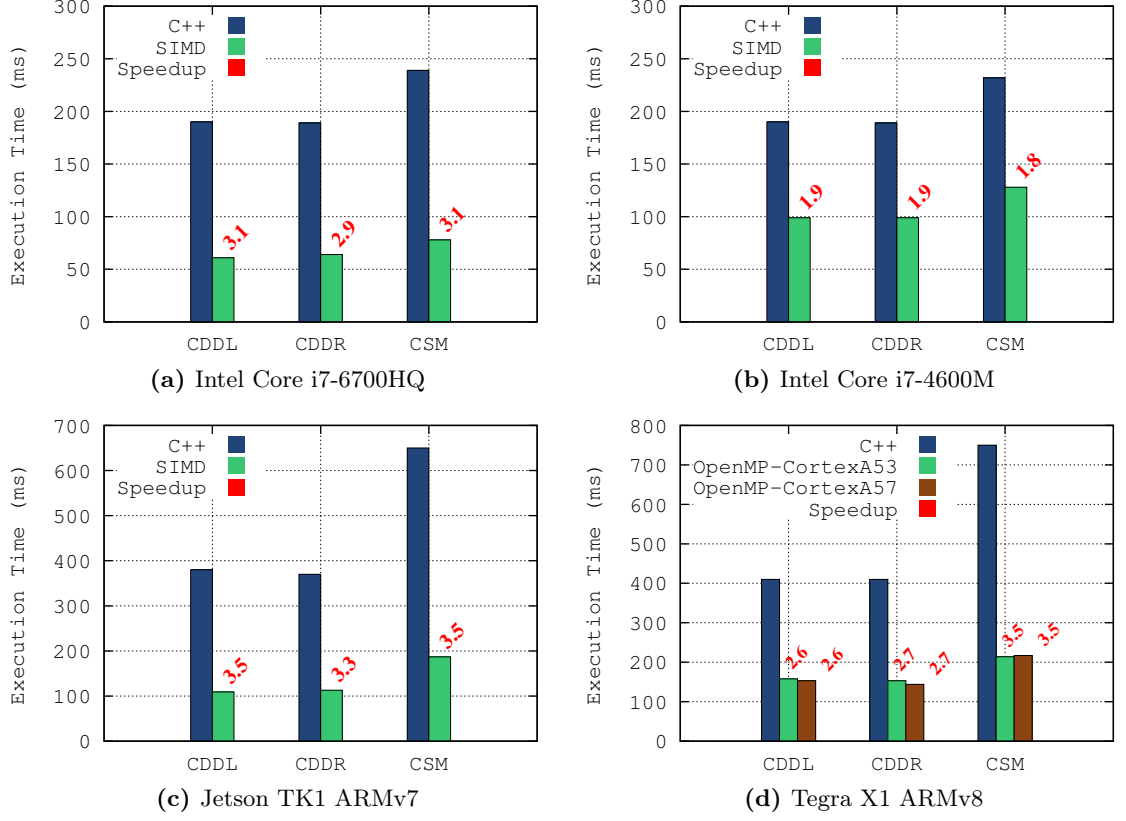 300
250
200
150
100
50
0
Execution Time (ms)
C++
SIMD
Speedup
3.1
2.9
3.1
CDDL CDDR CSM
(a) Intel Core i7-6700HQ
300
250
200
150
100
50
0
Execution Time (ms)
C++
SIMD
Speedup
1.9
1.9
1.8
CDDL CDDR CSM
(b) Intel Core i7-4600M
700
600
500
400
300
200
100
0
Execution Time (ms)
C++
SIMD
Speedup
3.5
3.3
3.5
CDDL CDDR CSM
(c) Jetson TK1 ARMv7
800
700
600
500
400
300
200
100
0
Execution Time (ms)
C++
OpenMP-CortexA53
OpenMP-CortexA57
Speedup
2.6 2.6
2.7 2.7
3.5 3.5
CDDL CDDR CSM
(d) Tegra X1 ARMv8